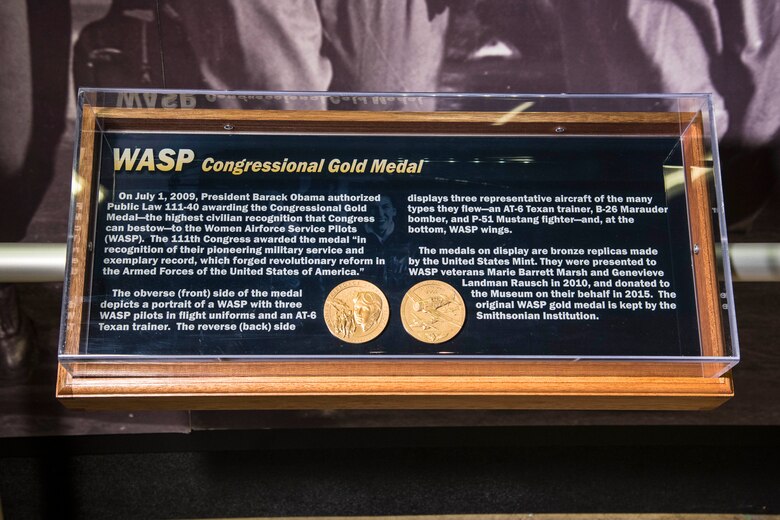 WASP Congressional Gold Medal
On July 1, 2009, President Barack Obama authorized
Public Law 111-40 awarding the Congressional Gold
Medal—the highest civilian recognition that Congress
can bestow—to the Women Airforce Service Pilots
(WASP). The 111th Congress awarded the medal “in
recognition of their pioneering military service and
exemplary record, which forged revolutionary reform in
the Armed Forces of the United States of America.”
The obverse (front) side of the medal
depicts a portrait of a WASP with three
WASP pilots in flight uniforms and an AT-6
Texan trainer. The reverse (back) side
displays three representative aircraft of the many
types they flew—an AT-6 Texan trainer, B-26 Marauder
bomber, and P-51 Mustang fighter—and, at the
bottom, WASP wings.
The medals on display are bronze replicas made
by the United States Mint. They were presented to
WASP veterans Marie Barrett Marsh and Genevieve
Landman Rausch in 2010, and donated to
the Museum on their behalf in 2015. The
original WASP gold medal is kept by the
Smithsonian Institution.